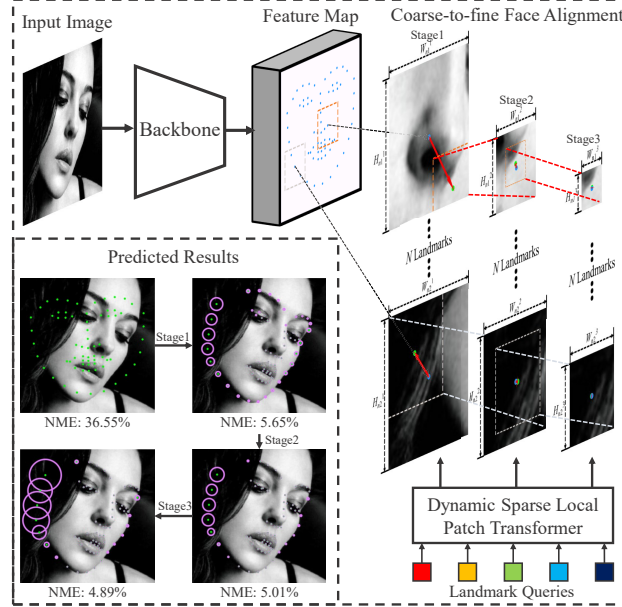 Input Image
Feature Map
Coarse-to-fine Face Alignment
Backbone
Stage1
Stage2
Stage3
N Landmarks
N Landmarks
N Landmarks
Predicted Results
Stage1
NME: 36.55%
NME: 5.65%
Stage2
Stage3
NME: 4.89%
NME: 5.01%
Dynamic Sparse Local
Patch Transformer
Landmark Queries